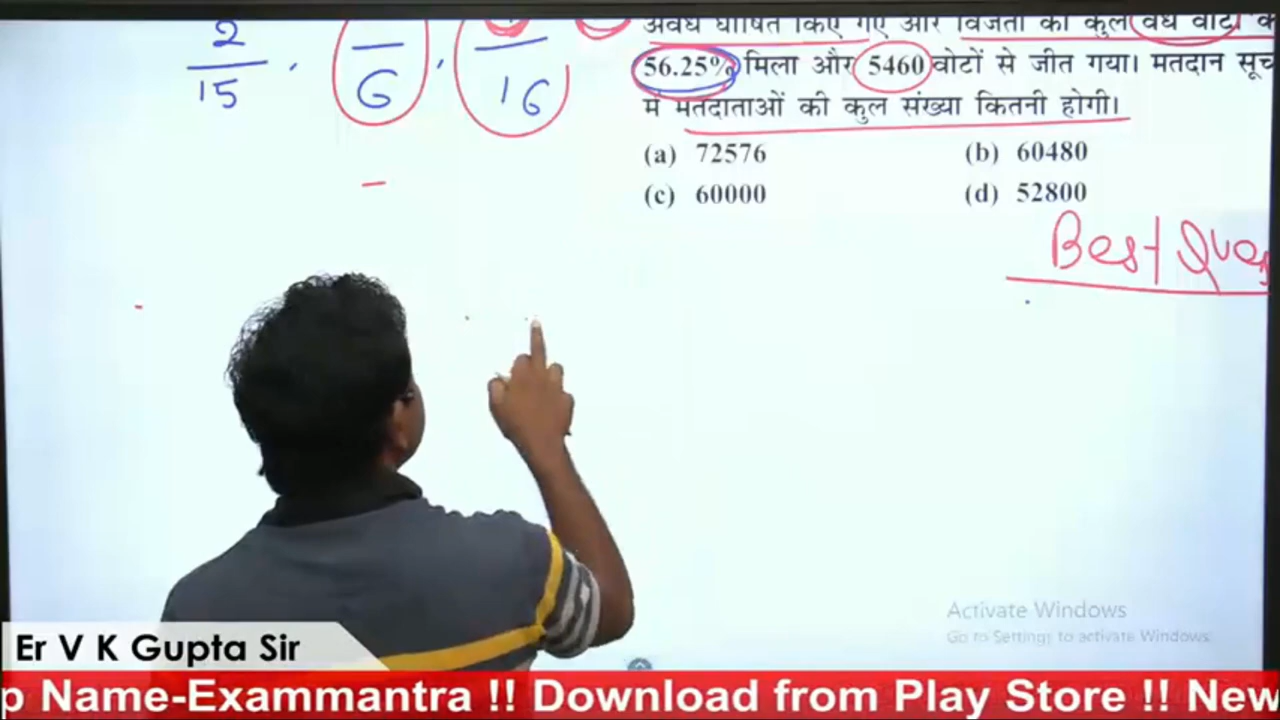 2
15
6
16
अवैध घोषित किए गए और विजेता को कुल वैध वोटों
56.25% मिला और 5460 वोटों से जीत गया। मतदान
में मतदाताओं की कुल संख्या कितनी होगी।
(a) 72576 (b) 60480
(c) 60000 (d) 52800
Best
Activate Windows
Go to Settings to activate Windows.
Er V K Gupta Sir
p Name-Exammantra !! Download from Play Store !! New